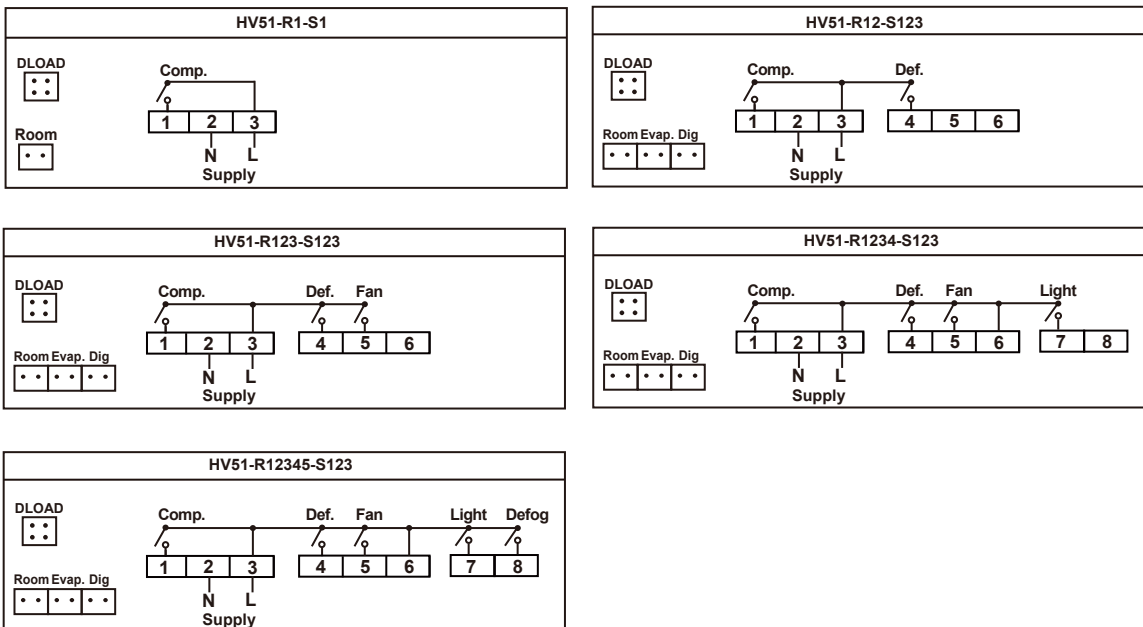 HV51-R1-S1
DLOAD
Comp.
1 2 3
Room
N L
Supply
HV51-R12-S123
DLOAD
Comp. Def.
1 2 3 4 5 6
Room Evap. Dig
N L
Supply
HV51-R123-S123
DLOAD
Comp. Def. Fan
1 2 3 4 5 6
Room Evap. Dig
N L
Supply
HV51-R1234-S123
DLOAD
Comp. Def. Fan Light
1 2 3 4 5 6 7 8
Room Evap. Dig
N L
Supply
HV51-R12345-S123
DLOAD
Comp. Def. Fan Light Defog
1 2 3 4 5 6 7 8
Room Evap. Dig
N L
Supply